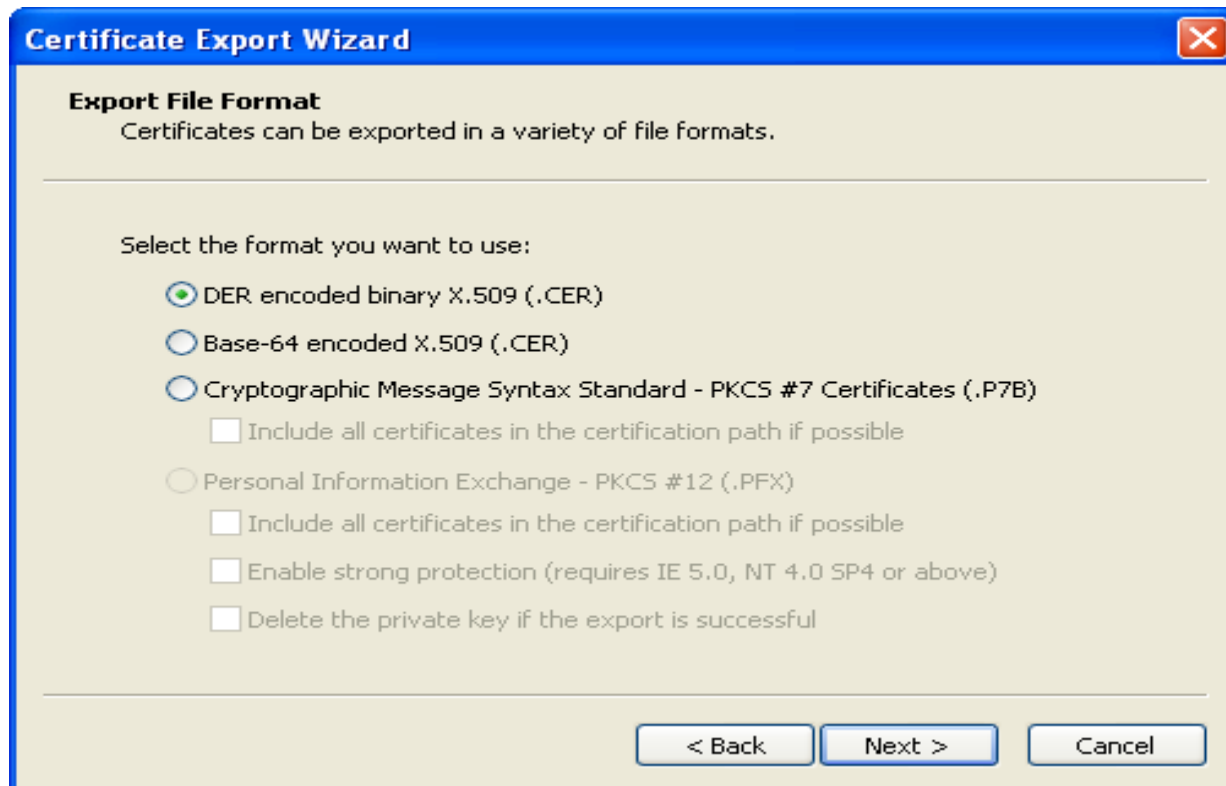 Certificate Export Wizard
Export File Format
Certificates can be exported in a variety of file formats.
Select the format you want to use:
DER encoded binary X.509 (.CER)
Base-64 encoded X.509 (.CER)
Cryptographic Message Syntax Standard - PKCS #7 Certificates (.P7B)
Include all certificates in the certification path if possible
Personal Information Exchange - PKCS #12 (.PFX)
Include all certificates in the certification path if possible
Enable strong protection (requires IE 5.0, NT 4.0 SP4 or above)
Delete the private key if the export is successful
< Back Next > Cancel